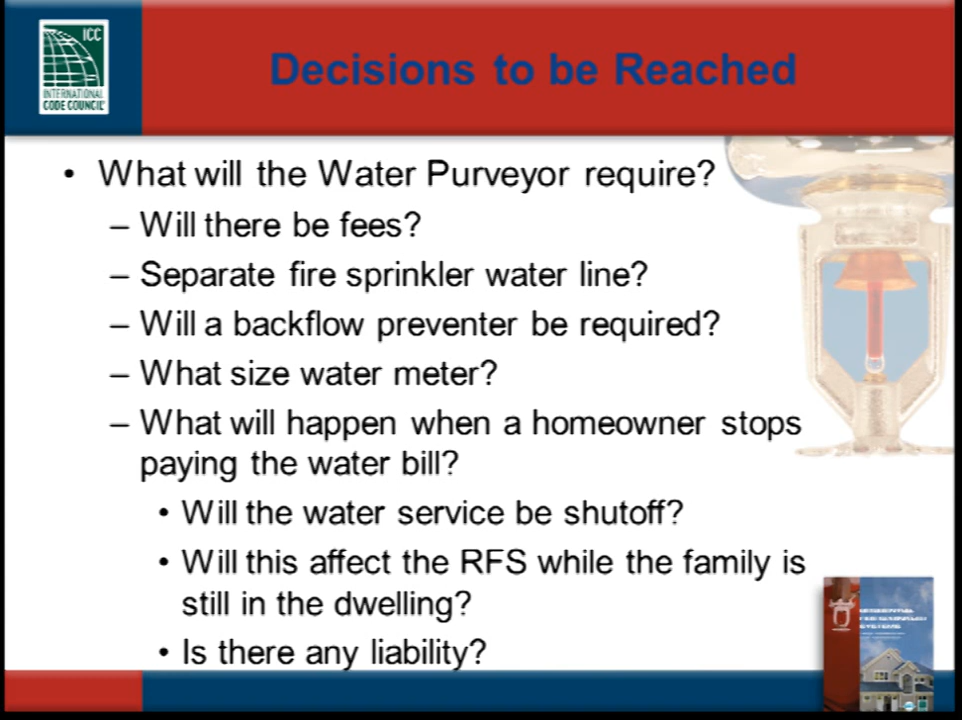 ICC
INTERNATIONAL
CODE COUNCIL
Decisions to be Reached
• What will the Water Purveyor require?
– Will there be fees?
– Separate fire sprinkler water line?
– Will a backflow preventer be required?
– What size water meter?
– What will happen when a homeowner stops
paying the water bill?
• Will the water service be shutoff?
• Will this affect the RFS while the family is
still in the dwelling?
• Is there any liability?